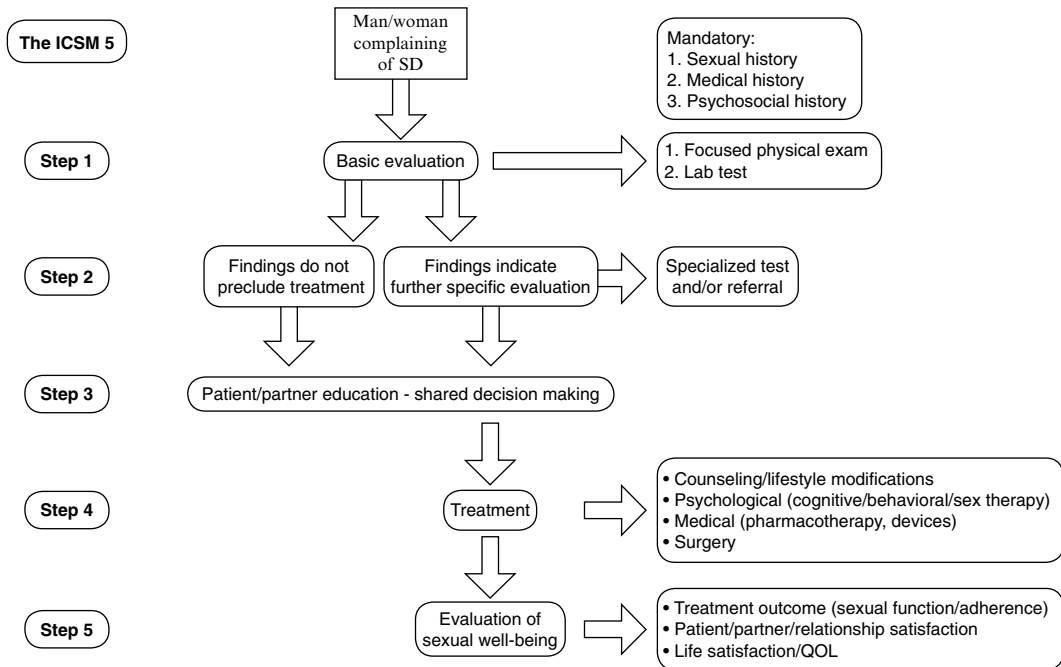 The ICSM 5
Man/woman
complaining
of SD
Mandatory:
1. Sexual history
2. Medical history
3. Psychosocial history
Step 1
Basic evaluation
1. Focused physical exam
2. Lab test
Step 2
Findings do not
preclude treatment
Findings indicate
further specific evaluation
Specialized test
and/or referral
Step 3
Patient/partner education - shared decision making
Step 4
Treatment
• Counseling/lifestyle modifications
• Psychological (cognitive/behavioral/sex therapy)
• Medical (pharmacotherapy, devices)
• Surgery
Step 5
Evaluation of
sexual well-being
• Treatment outcome (sexual function/adherence)
• Patient/partner/relationship satisfaction
• Life satisfaction/QOL